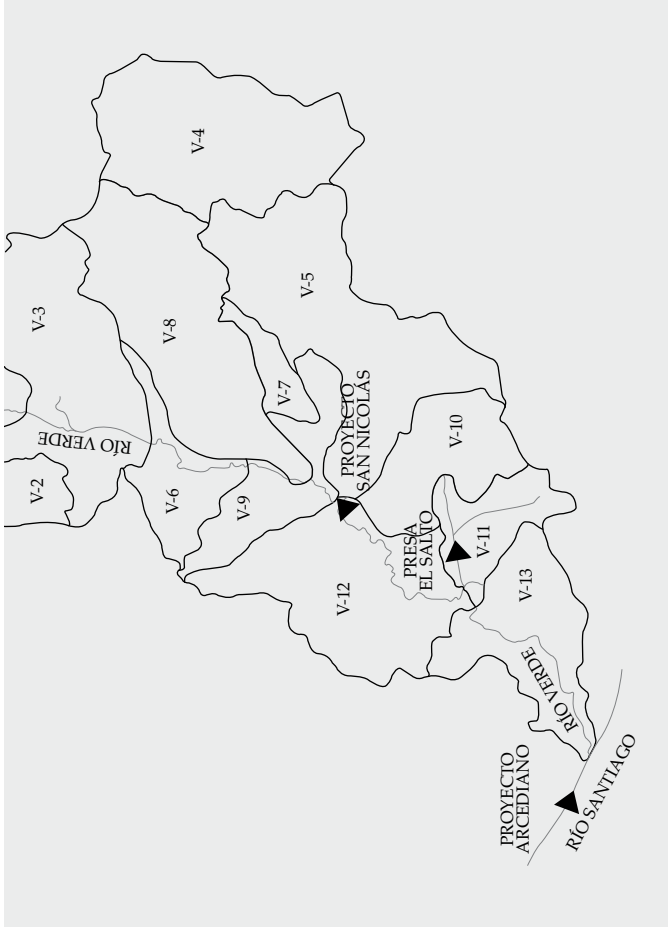 V-4
V-3
V-8
V-5
V-7
RÍO VERDE
PROYECTO
SAN NICOLÁS
V-10
V-2
V-6
V-9
PRESA
EL SALTO
V-11
V-12
V-13
RÍO VERDE
PROYECTO
ARCEDIANO
RÍO SANTIAGO